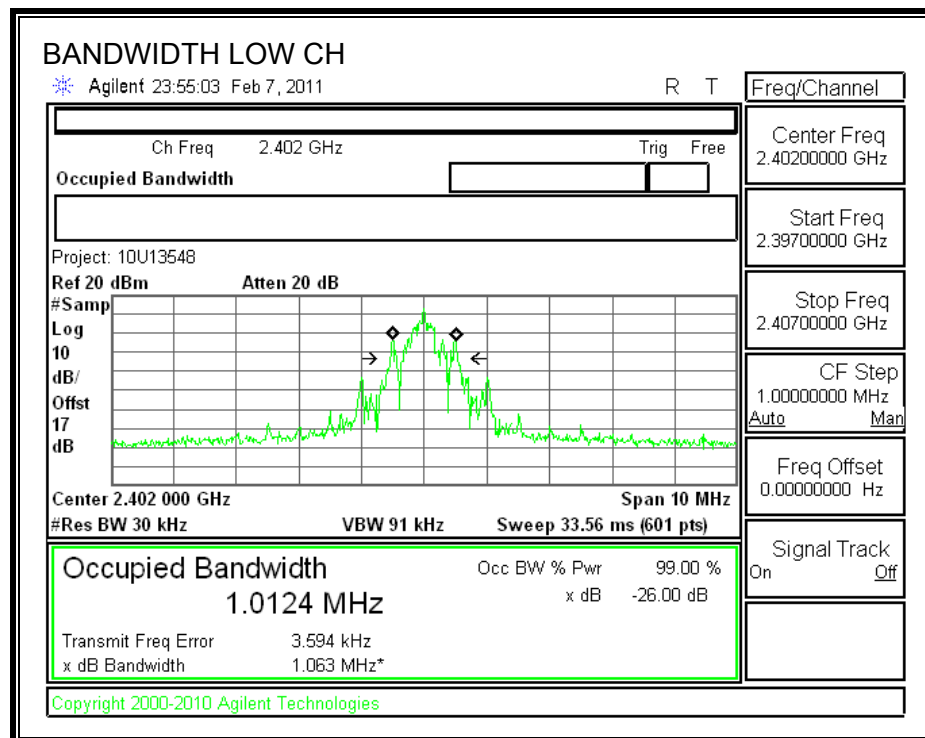 BANDWIDTH LOW CH
Agilent 23:55:03 Feb 7, 2011 R T
Freq/Channel
Ch Freq 2.402 GHz Trig Free
Occupied Bandwidth
Center Freq
2.40200000 GHz
Start Freq
2.39700000 GHz
Stop Freq
2.40700000 GHz
CF Step
1.00000000 MHz
Auto Man
Freq Offset
0.00000000 Hz
Signal Track
On Off
Project: 10U13548
Ref 20 dBm Atten 20 dB
#Samp
Log
10
dB/
Offst
17
dB
Center 2.402 000 GHz Span 10 MHz
#Res BW 30 kHz VBW 91 kHz Sweep 33.56 ms (601 pts)
Occupied Bandwidth
1.0124 MHz
Occ BW % Pwr 99.00 %
x dB -26.00 dB
Transmit Freq Error 3.594 kHz
x dB Bandwidth 1.063 MHz*
Copyright 2000-2010 Agilent Technologies